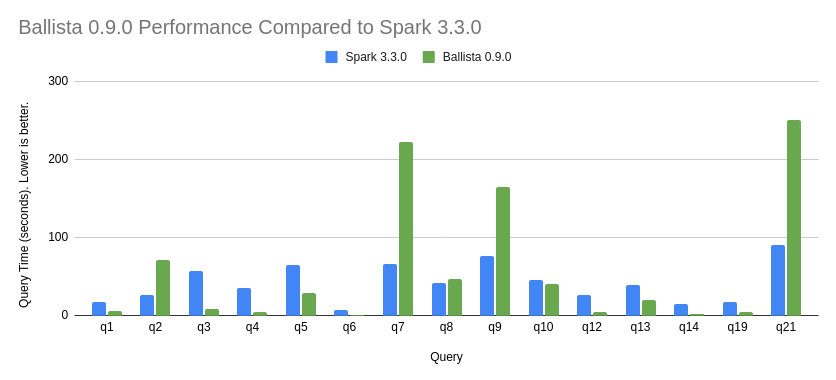 Ballista 0.9.0 Performance Compared to Spark 3.3.0
Spark 3.3.0 Ballista 0.9.0
Query Time (seconds). Lower is better.
300
200
100
0
q1 q2 q3 q4 q5 q6 q7 q8 q9 q10 q12 q13 q14 q19 q21
Query